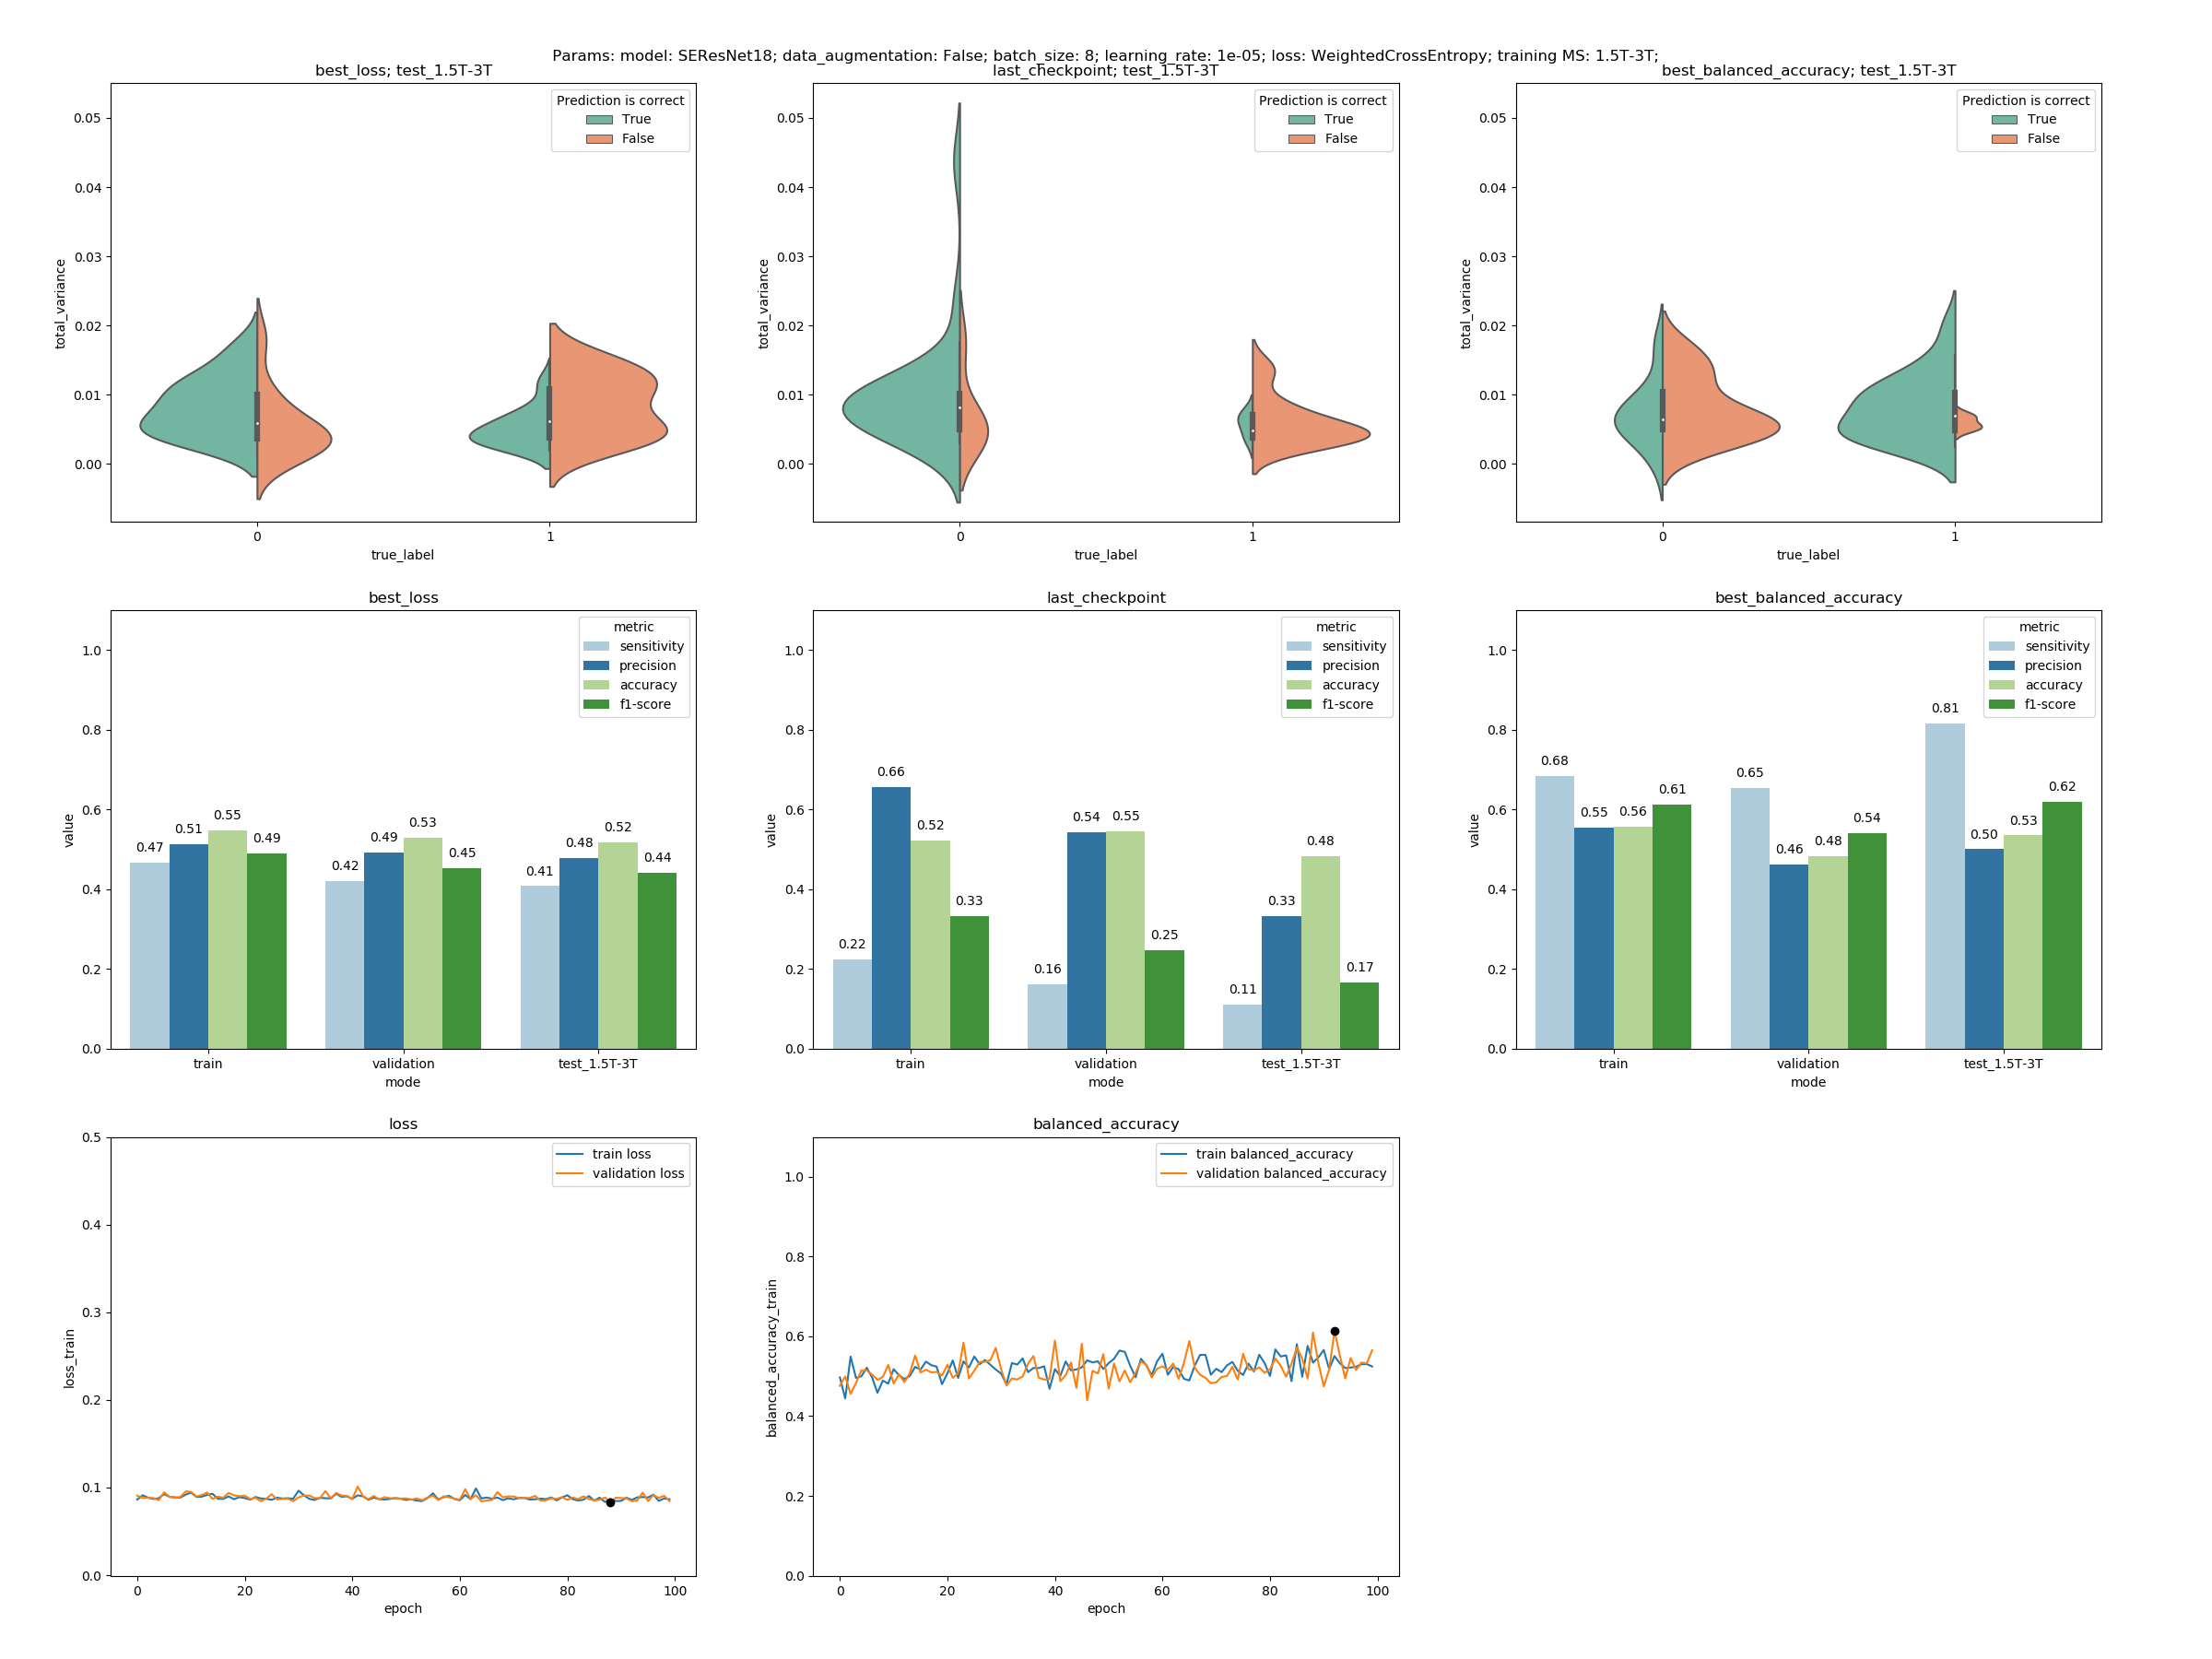 Params: model: SEResNet18; data_augmentation: False; batch_size: 8; learning_rate: 1e-05; loss: WeightedCrossEntropy; training MS: 1.5T-3T;
best_loss; test_1.5T-3T
Prediction is correct
True
False
0.05
0.04
0.03
0.02
0.01
0.00
total_variance
0
1
true_label
last_checkpoint; test_1.5T-3T
Prediction is correct
True
False
0.05
0.04
0.03
0.02
0.01
0.00
total_variance
0
1
true_label
best_balanced_accuracy; test_1.5T-3T
Prediction is correct
True
False
0.05
0.04
0.03
0.02
0.01
0.00
total_variance
0
1
true_label
best_loss
metric
sensitivity
precision
accuracy
f1-score
1.0
0.8
0.6
0.4
0.2
0.0
value
0.47
0.51
0.55
0.49
0.42
0.49
0.53
0.45
0.41
0.48
0.52
0.44
train
validation
test_1.5T-3T
mode
last_checkpoint
metric
sensitivity
precision
accuracy
f1-score
1.0
0.8
0.6
0.4
0.2
0.0
value
0.22
0.66
0.52
0.33
0.16
0.54
0.55
0.25
0.11
0.33
0.48
0.17
train
validation
test_1.5T-3T
mode
best_balanced_accuracy
metric
sensitivity
precision
accuracy
f1-score
1.0
0.8
0.6
0.4
0.2
0.0
value
0.68
0.55
0.56
0.61
0.65
0.46
0.48
0.54
0.81
0.50
0.53
0.62
train
validation
test_1.5T-3T
mode
loss
train loss
validation loss
0.5
0.4
0.3
0.2
0.1
0.0
loss_train
0
20
40
60
80
100
epoch
balanced_accuracy
train balanced_accuracy
validation balanced_accuracy
1.0
0.8
0.6
0.4
0.2
0.0
balanced_accuracy_train
0
20
40
60
80
100
epoch